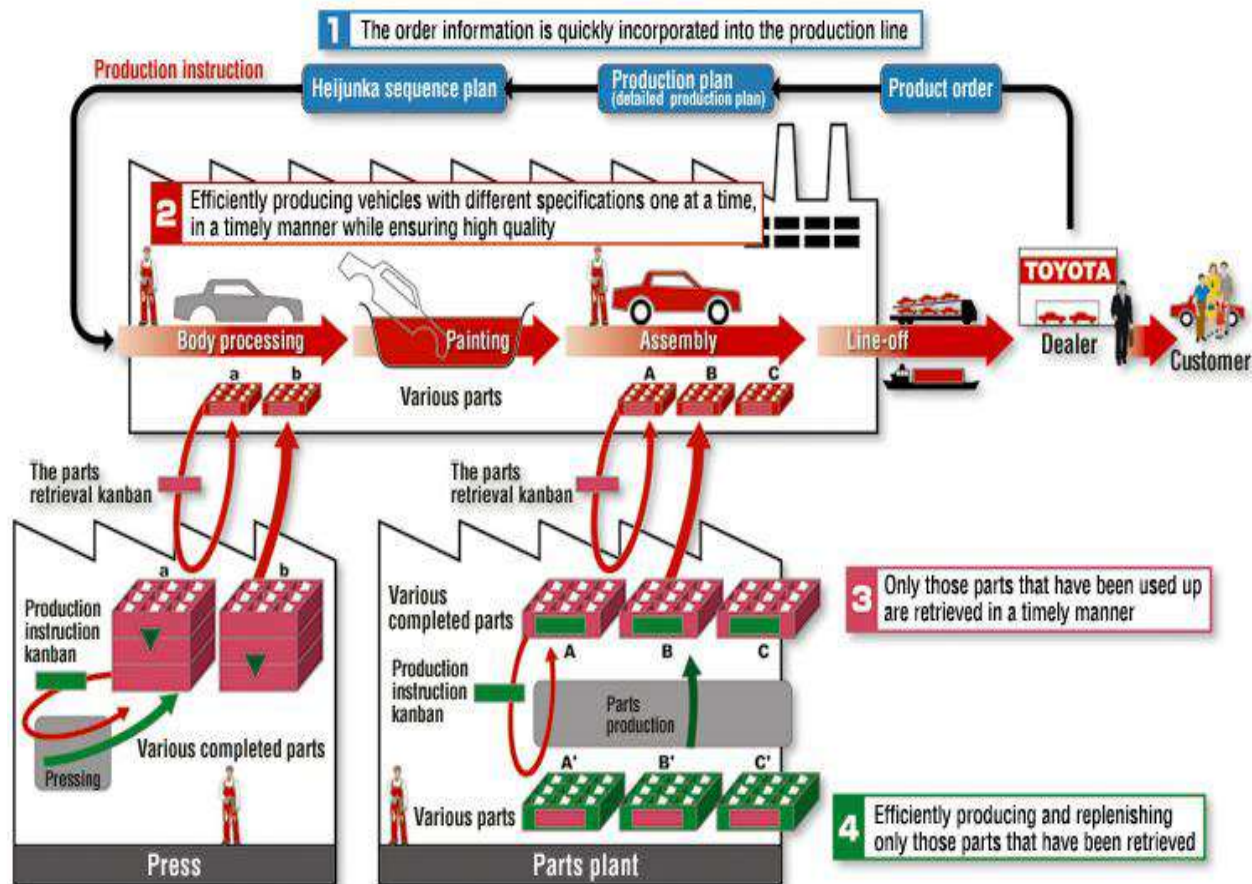 1 The order information is quickly incorporated into the production line
Production instruction
Heijunka sequence plan
Production plan
(detailed production plan)
Product order
2 Efficiently producing vehicles with different specifications one at a time,
in a timely manner while ensuring high quality
TOYOTA
Body processing
Painting
Assembly
Line-off
Dealer
Customer
a b
Various parts
A B C
The parts
retrieval kanban
The parts
retrieval kanban
a b
Production
instruction
kanban
Pressing
Various completed parts
Press
Various
completed parts
A B C
Production
instruction
kanban
Parts
production
A' B' C'
Various parts
Parts plant
3 Only those parts that have been used up
are retrieved in a timely manner
4 Efficiently producing and replenishing
only those parts that have been retrieved